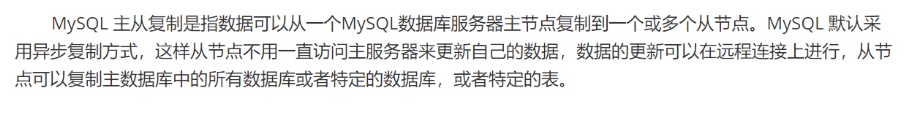 MySQL 主从复制是指数据可以从一个MySQL数据库服务器主节点复制到一个或多个从节点。MySQL 默认采
用异步复制方式，这样从节点不用一直访问主服务器来更新自己的数据，数据的更新可以在远程连接上进行，从节
点可以复制主数据库中的所有数据库或者特定的数据库，或者特定的表。